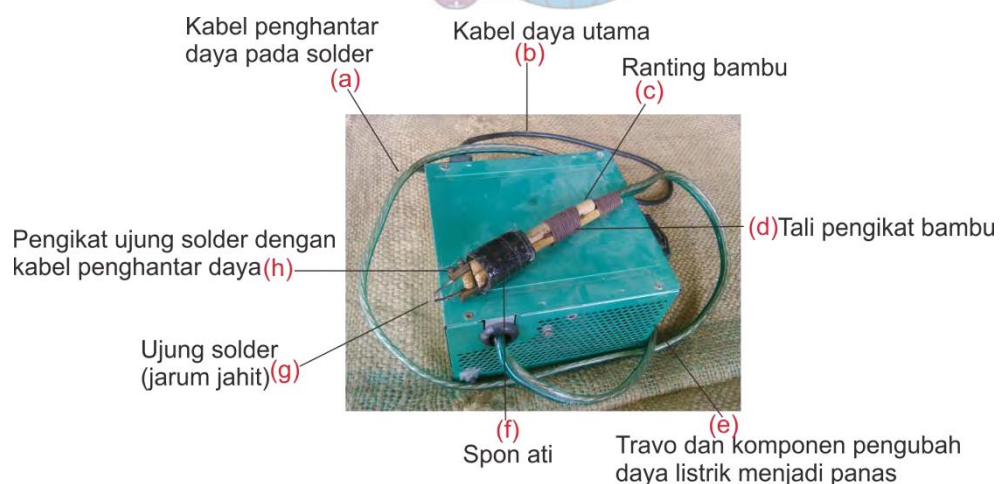 Kabel penghantar
daya pada solder
(a)
Kabel daya utama
(b)
Ranting bambu
(c)
(d)Tali pengikat bambu
Pengikat ujung solder dengan
kabel penghantar daya(h)
Ujung solder
(jarum jahit)(g)
(f)
Spon ati
(e)
Travo dan komponen pengubah
daya listrik menjadi panas